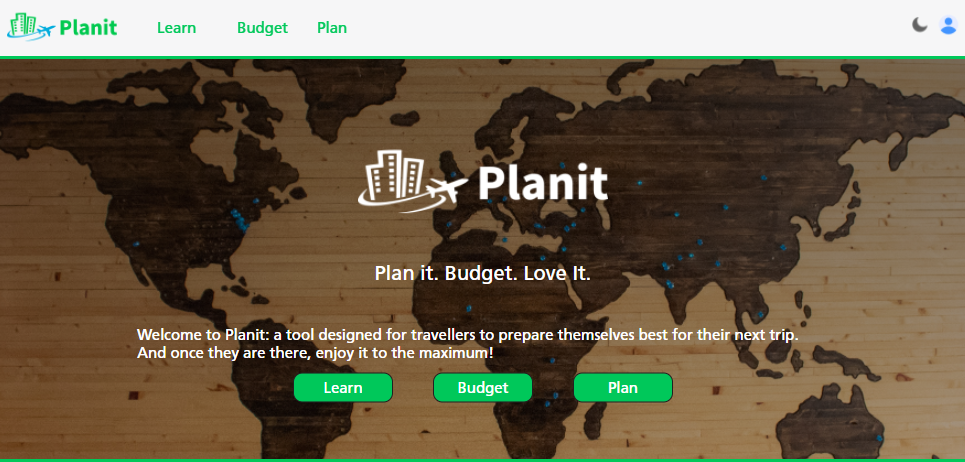 Planit
Learn
Budget
Plan
Planit
Plan it. Budget. Love It.
Welcome to Planit: a tool designed for travellers to prepare themselves best for their next trip.
And once they are there, enjoy it to the maximum!
Learn
Budget
Plan